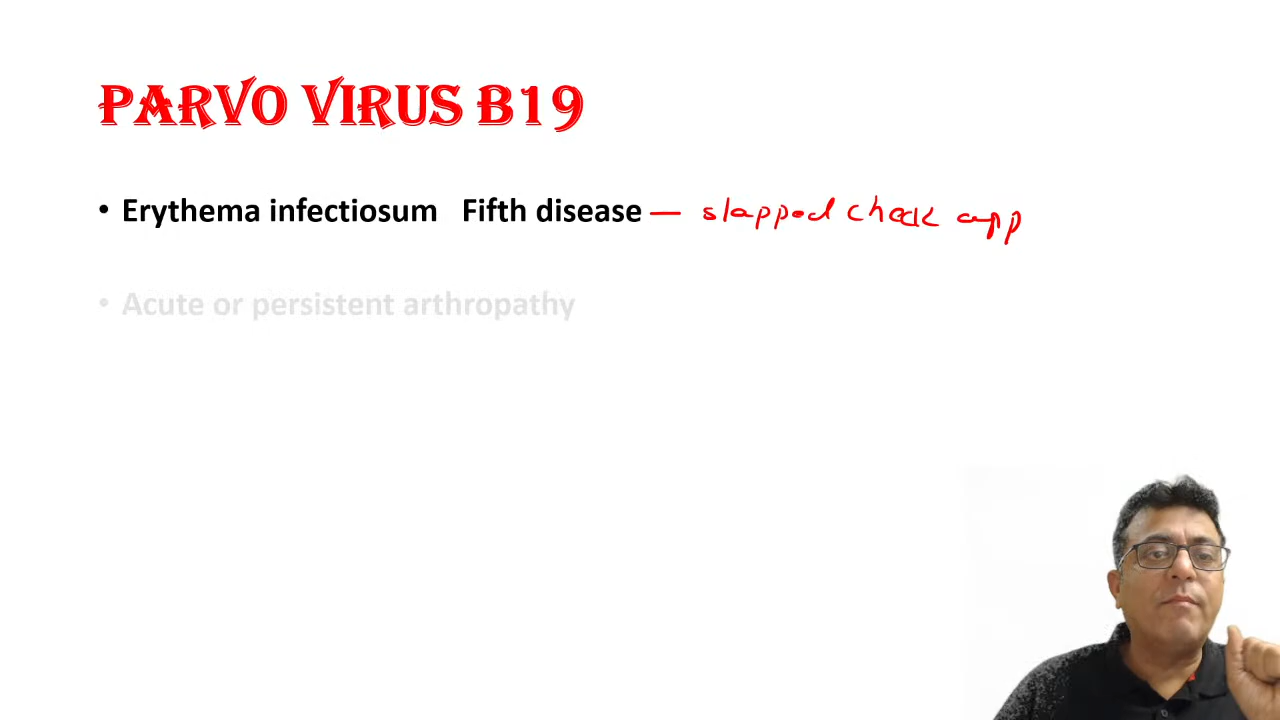 PARVO VIRUS B19
• Erythema infectiosum Fifth disease — slapped cheek app
• Acute or persistent arthropathy